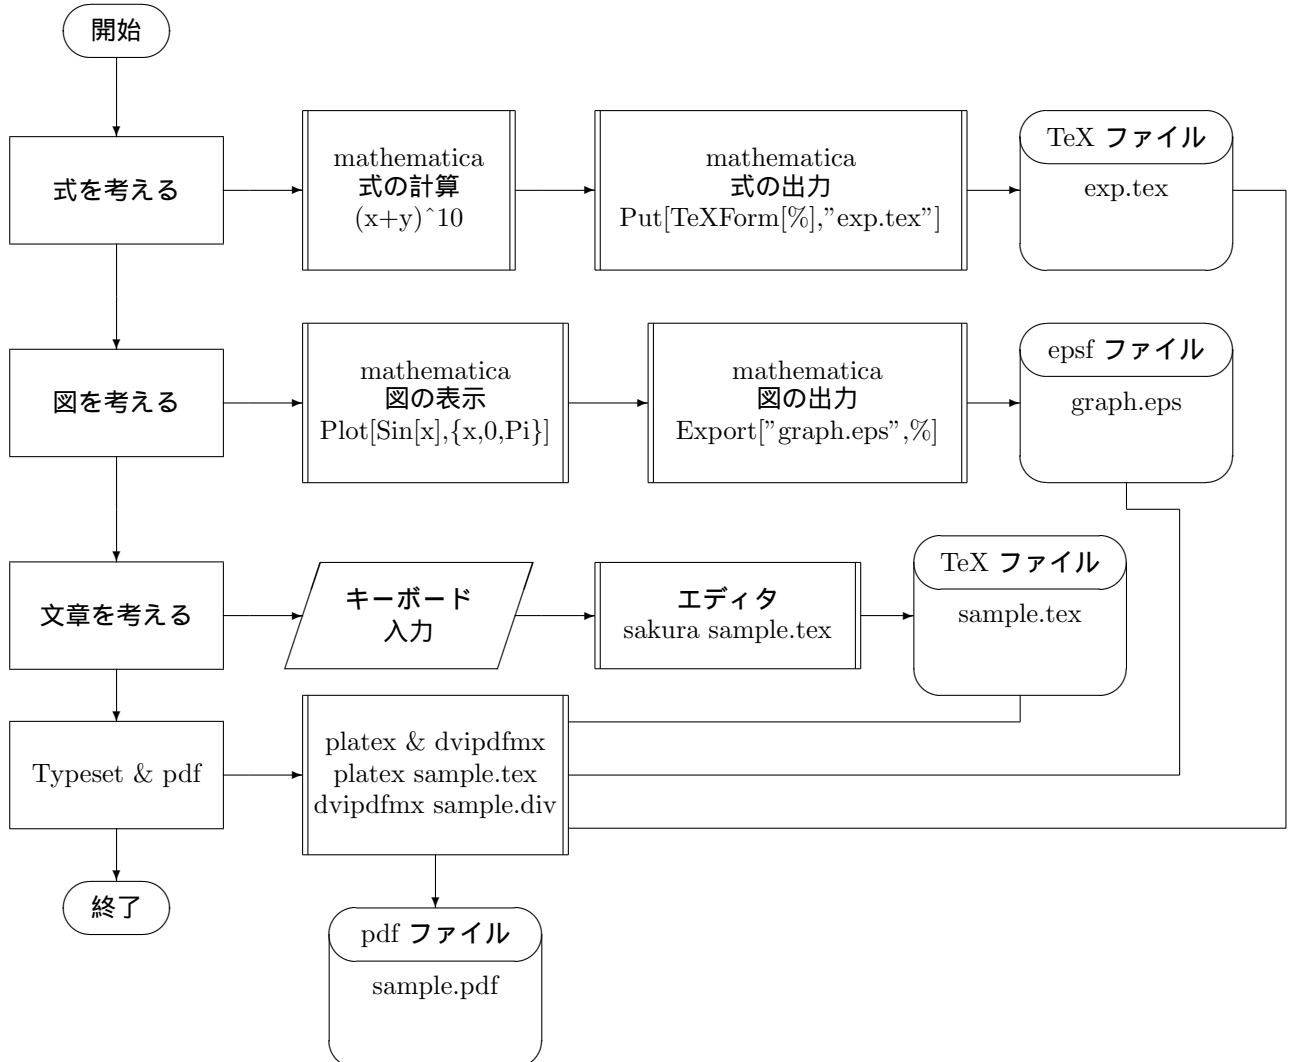 開始
式を考える
mathematica
式の計算
(x+y)^10
mathematica
式の出力
Put[TeXForm[%],"exp.tex"]
TeX ファイル
exp.tex
図を考える
mathematica
図の表示
Plot[Sin[x],{x,0,Pi}]
mathematica
図の出力
Export["graph.eps",%]
epsf ファイル
graph.eps
文章を考える
キーボード
入力
エディタ
sakura sample.tex
TeX ファイル
sample.tex
Typeset & pdf
platex & dvipdfmx
platex sample.tex
dvipdfmx sample.div
終了
pdf ファイル
sample.pdf